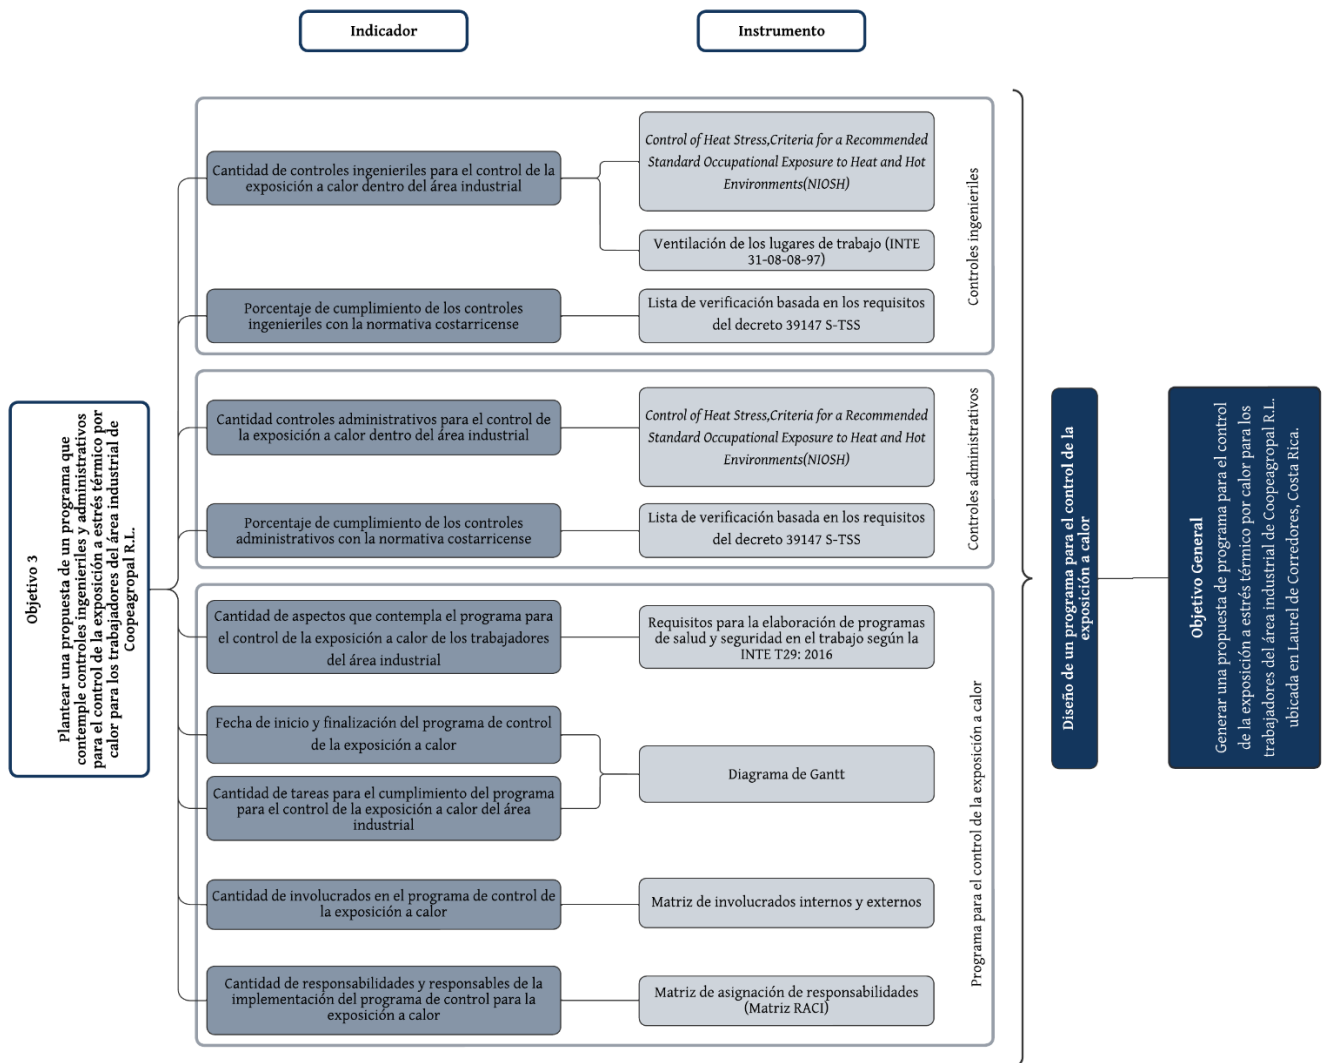 Indicador
Instrumento
Objetivo 3
Plantear una propuesta de un programa que
contemple controles ingenieriles y administrativos
para el control de la exposición a estrés térmico por
calor para los trabajadores del área industrial de
Coopeagropal R.L.
Cantidad de controles ingenieriles para el control de la
exposición a calor dentro del área industrial
Control of Heat Stress,Criteria for a Recommended
Standard Occupational Exposure to Heat and Hot
Environments(NIOSH)
Ventilación de los lugares de trabajo (INTE
31-08-08-97)
Porcentaje de cumplimiento de los controles
ingenieriles con la normativa costarricense
Lista de verificación basada en los requisitos
del decreto 39147 S-TSS
Controles ingenieriles
Cantidad controles administrativos para el control de
la exposición a calor dentro del área industrial
Control of Heat Stress,Criteria for a Recommended
Standard Occupational Exposure to Heat and Hot
Environments(NIOSH)
Porcentaje de cumplimiento de los controles
administrativos con la normativa costarricense
Lista de verificación basada en los requisitos
del decreto 39147 S-TSS
Controles administrativos
Cantidad de aspectos que contempla el programa para
el control de la exposición a calor de los trabajadores
del área industrial
Requisitos para la elaboración de programas
de salud y seguridad en el trabajo según la
INTE T29: 2016
Fecha de inicio y finalización del programa de control
de la exposición a calor
Cantidad de tareas para el cumplimiento del programa
para el control de la exposición a calor del área
industrial
Diagrama de Gantt
Cantidad de involucrados en el programa de control de
la exposición a calor
Matriz de involucrados internos y externos
Cantidad de responsabilidades y responsables de la
implementación del programa de control para la
exposición a calor
Matriz de asignación de responsabilidades
(Matriz RACI)
Programa para el control de la exposición a calor
Diseño de un programa para el control de la
exposición a calor
Objetivo General
Generar una propuesta de programa para el control
de la exposición a estrés térmico por calor para los
trabajadores del área industrial de Coopeagropal R.L.
ubicada en Laurel de Corredores, Costa Rica.